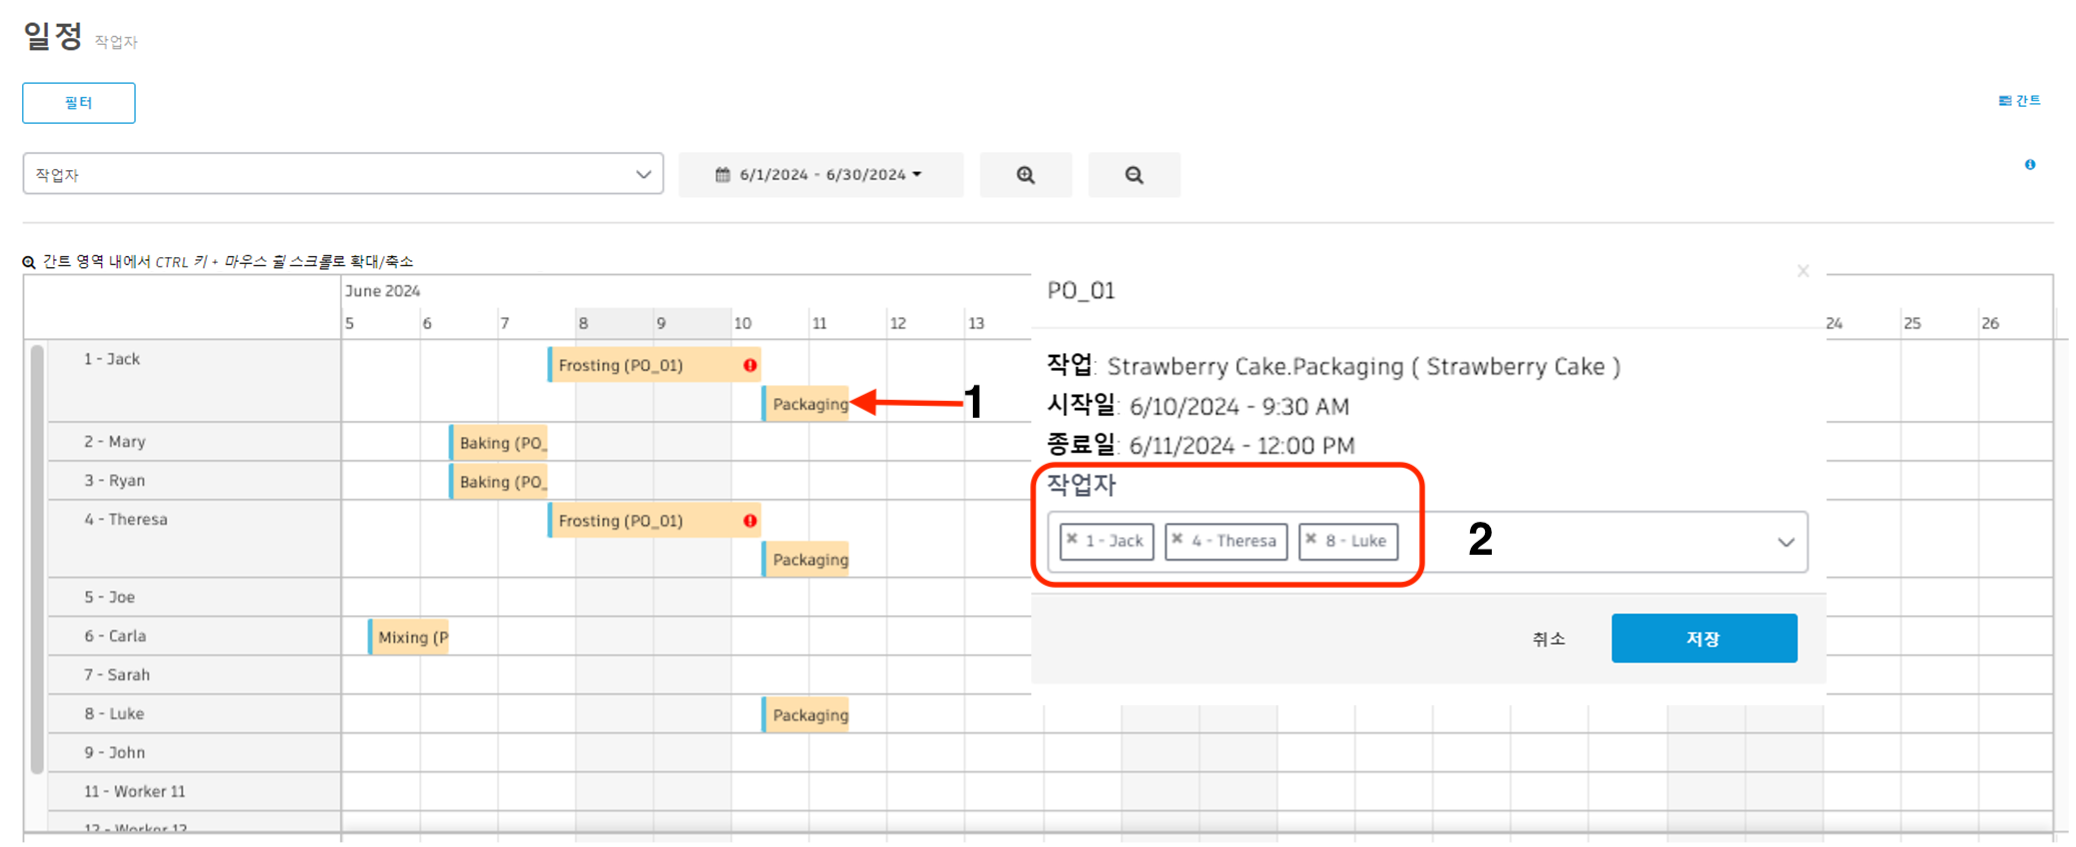 일정 작업자
필터
간트
작업자
6/1/2024 - 6/30/2024
간트 영역 내에서 CTRL 키 + 마우스 휠 스크롤로 확대/축소
June 2024
5 6 7 8 9 10 11 12 13 24 25 26
1 - Jack
Frosting (PO_01)
Packaging
1
2 - Mary
Baking (PO_
3 - Ryan
Baking (PO_
4 - Theresa
Frosting (PO_01)
Packaging
5 - Joe
6 - Carla
Mixing (P
7 - Sarah
8 - Luke
Packaging
9 - John
11 - Worker 11
12 - Worker 12
PO_01
작업: Strawberry Cake.Packaging ( Strawberry Cake )
시작일: 6/10/2024 - 9:30 AM
종료일: 6/11/2024 - 12:00 PM
작업자
× 1 - Jack × 4 - Theresa × 8 - Luke
2
취소
저장